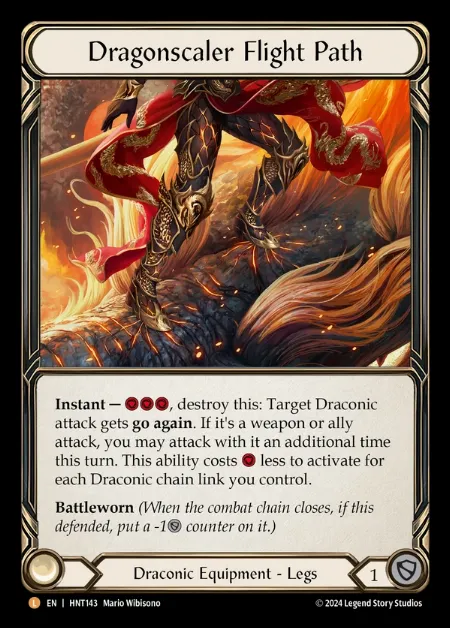 Dragonscaler Flight Path
Instant — , destroy this: Target Draconic
attack gets go again. If it's a weapon or ally
attack, you may attack with it an additional time
this turn. This ability costs less to activate for
each Draconic chain link you control.
Battleworn (When the combat chain closes, if this
defended, put a -1 counter on it.)
Draconic Equipment - Legs
1
L EN | HNT143 Mario Wibisono
© 2024 Legend Story Studios